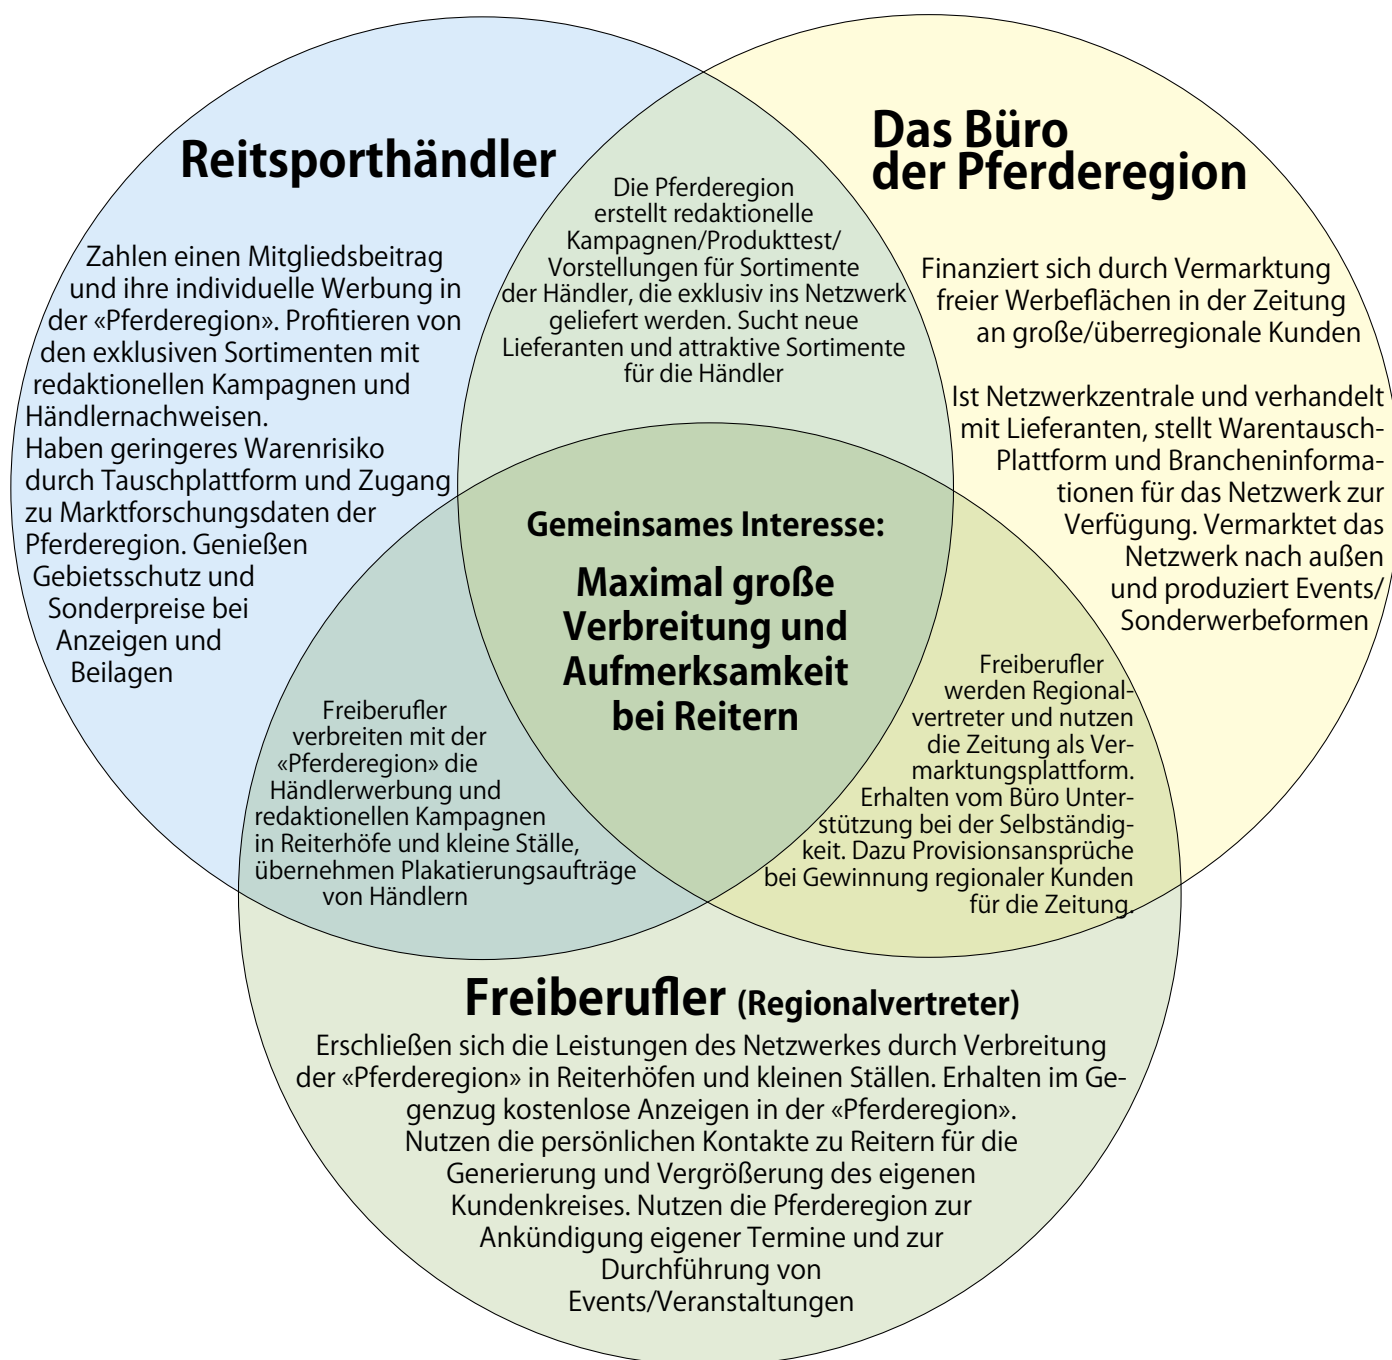 Reitsporthändler
Zahlen einen Mitgliedsbeitrag
und ihre individuelle Werbung in
der «Pferderegion». Profitieren von
den exklusiven Sortimenten mit
redaktionellen Kampagnen und
Händlernachweisen.
Haben geringeres Warenrisiko
durch Tauschplattform und Zugang
zu Marktforschungsdaten der
Pferderegion. Genießen
Gebietsschutz und
Sonderpreise bei
Anzeigen und
Beilagen
Die Pferderegion
erstellt redaktionelle
Kampagnen/Produkttest/
Vorstellungen für Sortimente
der Händler, die exklusiv ins Netzwerk
geliefert werden. Sucht neue
Lieferanten und attraktive Sortimente
für die Händler
Das Büro
der Pferderegion
Finanziert sich durch Vermarktung
freier Werbeflächen in der Zeitung
an große/überregionale Kunden
Ist Netzwerkzentrale und verhandelt
mit Lieferanten, stellt Warentausch-
Plattform und Brancheninforma-
tionen für das Netzwerk zur
Verfügung. Vermarktet das
Netzwerk nach außen
und produziert Events/
Sonderwerbeformen
Gemeinsames Interesse:
Maximal große
Verbreitung und
Aufmerksamkeit
bei Reitern
Freiberufler
verbreiten mit der
«Pferderegion» die
Händlerwerbung und
redaktionellen Kampagnen
in Reiterhöfe und kleine Ställe,
übernehmen Plakatierungsaufträge
von Händlern
Freiberufler
werden Regional-
vertreter und nutzen
die Zeitung als Ver-
marktungsplattform.
Erhalten vom Büro Unter-
stützung bei der Selbständig-
keit. Dazu Provisionsansprüche
bei Gewinnung regionaler Kunden
für die Zeitung.
Freiberufler (Regionalvertreter)
Erschließen sich die Leistungen des Netzwerkes durch Verbreitung
der «Pferderegion» in Reiterhöfen und kleinen Ställen. Erhalten im Ge-
genzug kostenlose Anzeigen in der «Pferderegion».
Nutzen die persönlichen Kontakte zu Reitern für die
Generierung und Vergrößerung des eigenen
Kundenkreises. Nutzen die Pferderegion zur
Ankündigung eigener Termine und zur
Durchführung von
Events/Veranstaltungen